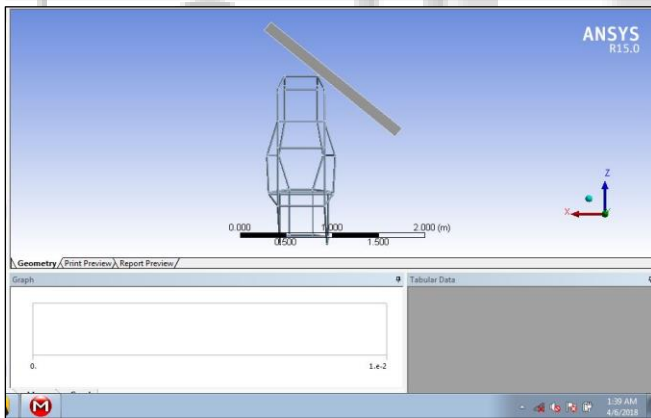 ANSYS
R15.0
Z
X
0.000 1.000 2.000 (m)
0.500 1.500
Geometry Print Preview Report Preview
Graph Tabular Data
0. 1.e-2
1:39 AM
4/6/2018